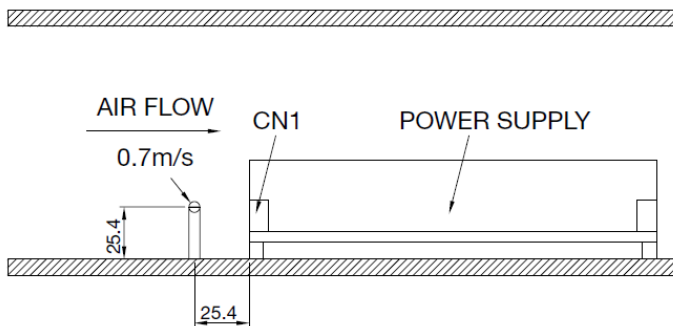 AIR FLOW
CN1
POWER SUPPLY
0.7m/s
25.4
25.4